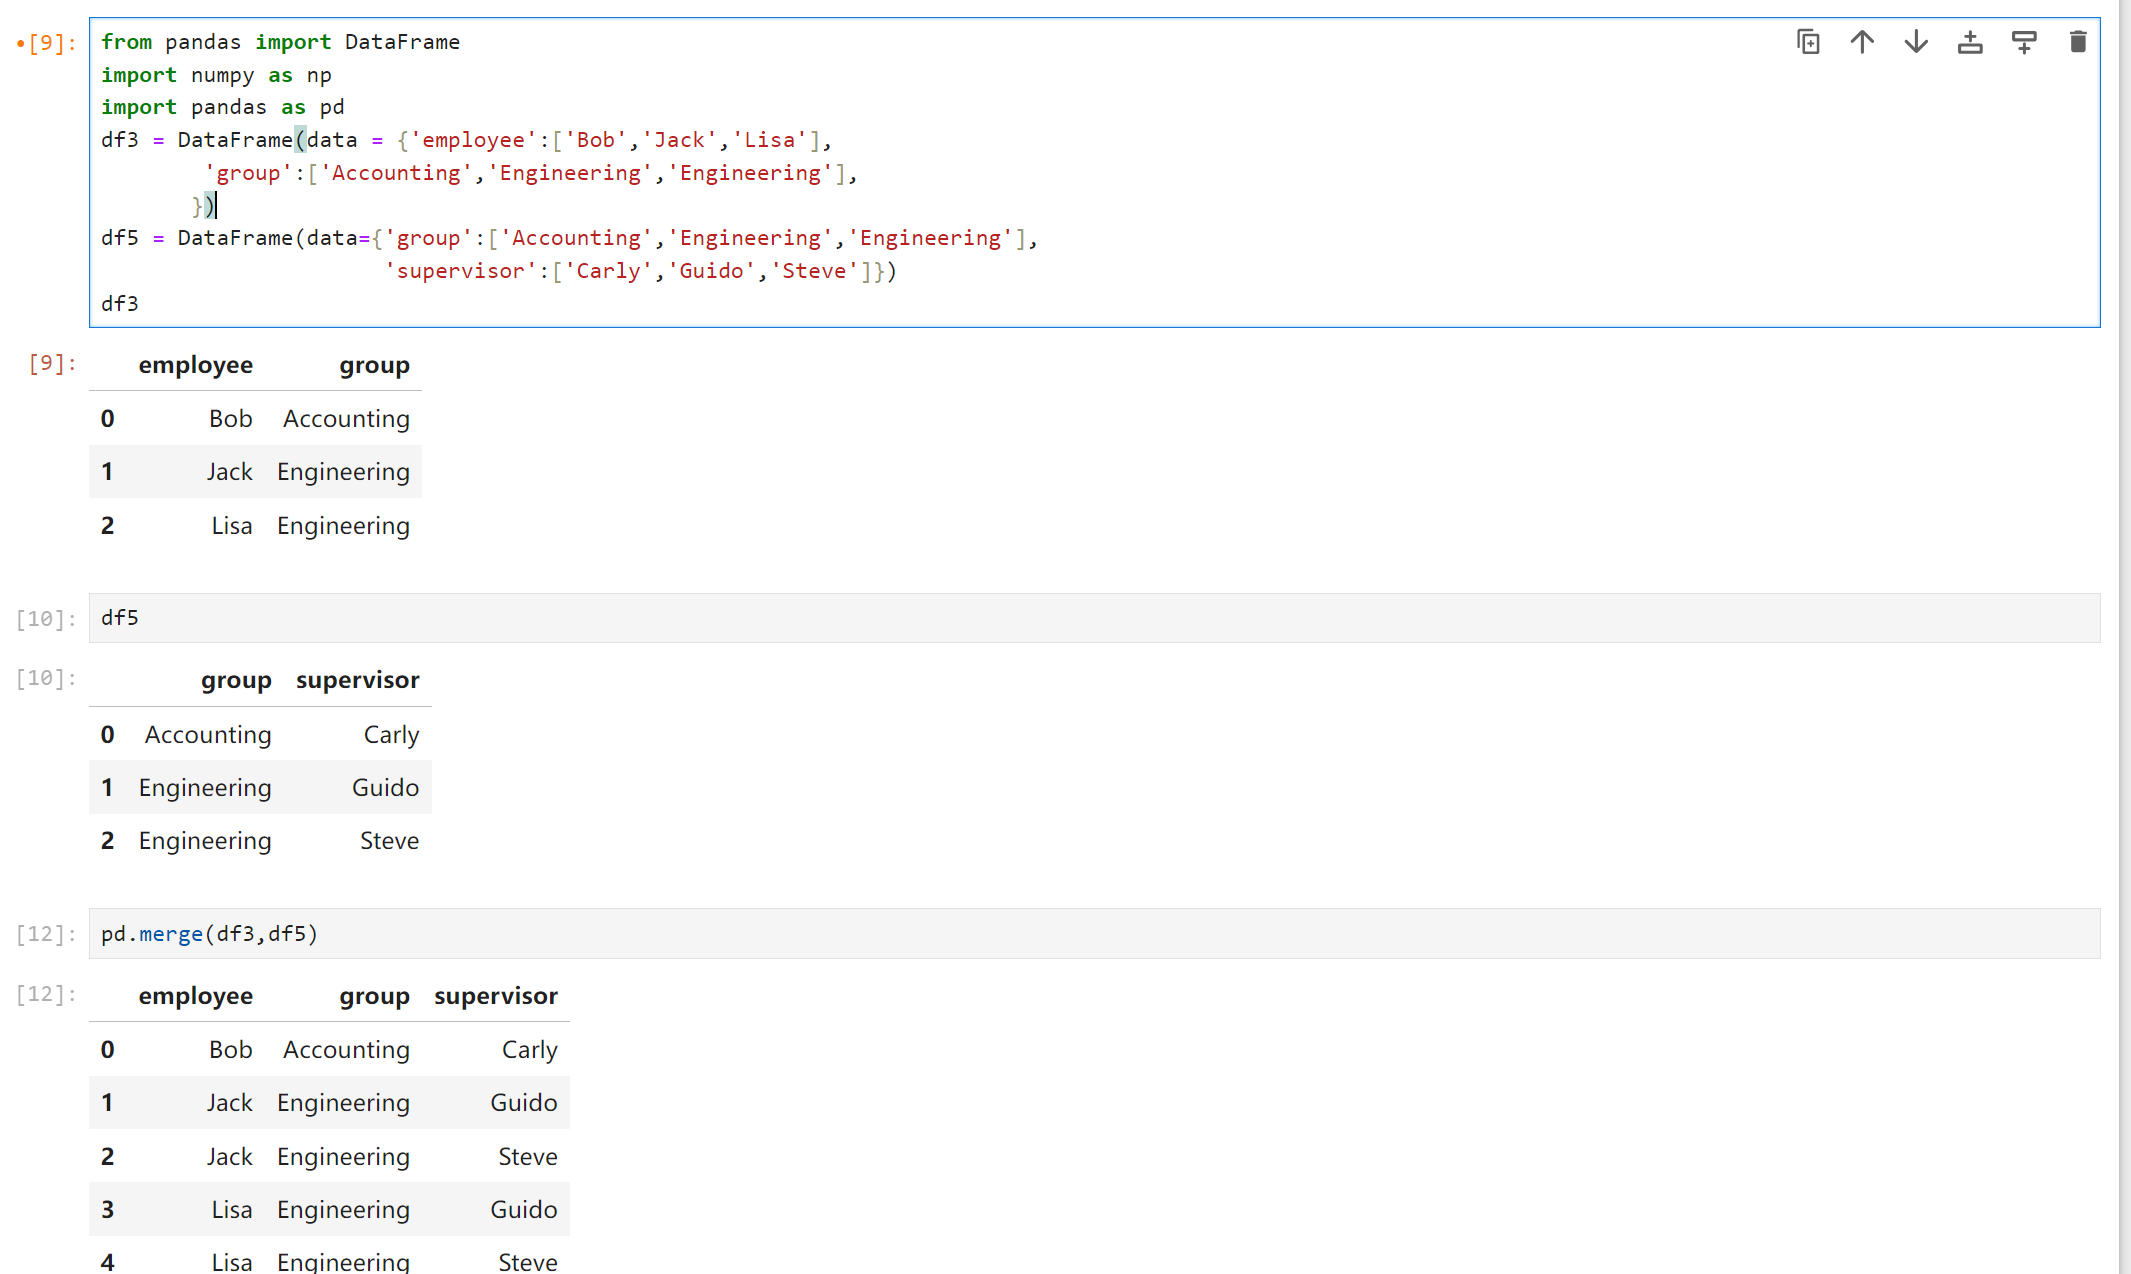 •[9]:
from pandas import DataFrame
import numpy as np
import pandas as pd
df3 = DataFrame(data = {'employee':['Bob','Jack','Lisa'],
        'group':['Accounting','Engineering','Engineering'],
       })
df5 = DataFrame(data={'group':['Accounting','Engineering','Engineering'],
                      'supervisor':['Carly','Guido','Steve']})
df3
[9]:
employee group
0 Bob Accounting
1 Jack Engineering
2 Lisa Engineering
[10]: df5
[10]:
group supervisor
0 Accounting Carly
1 Engineering Guido
2 Engineering Steve
[12]: pd.merge(df3,df5)
[12]:
employee group supervisor
0 Bob Accounting Carly
1 Jack Engineering Guido
2 Jack Engineering Steve
3 Lisa Engineering Guido
4 Lisa Engineering Steve